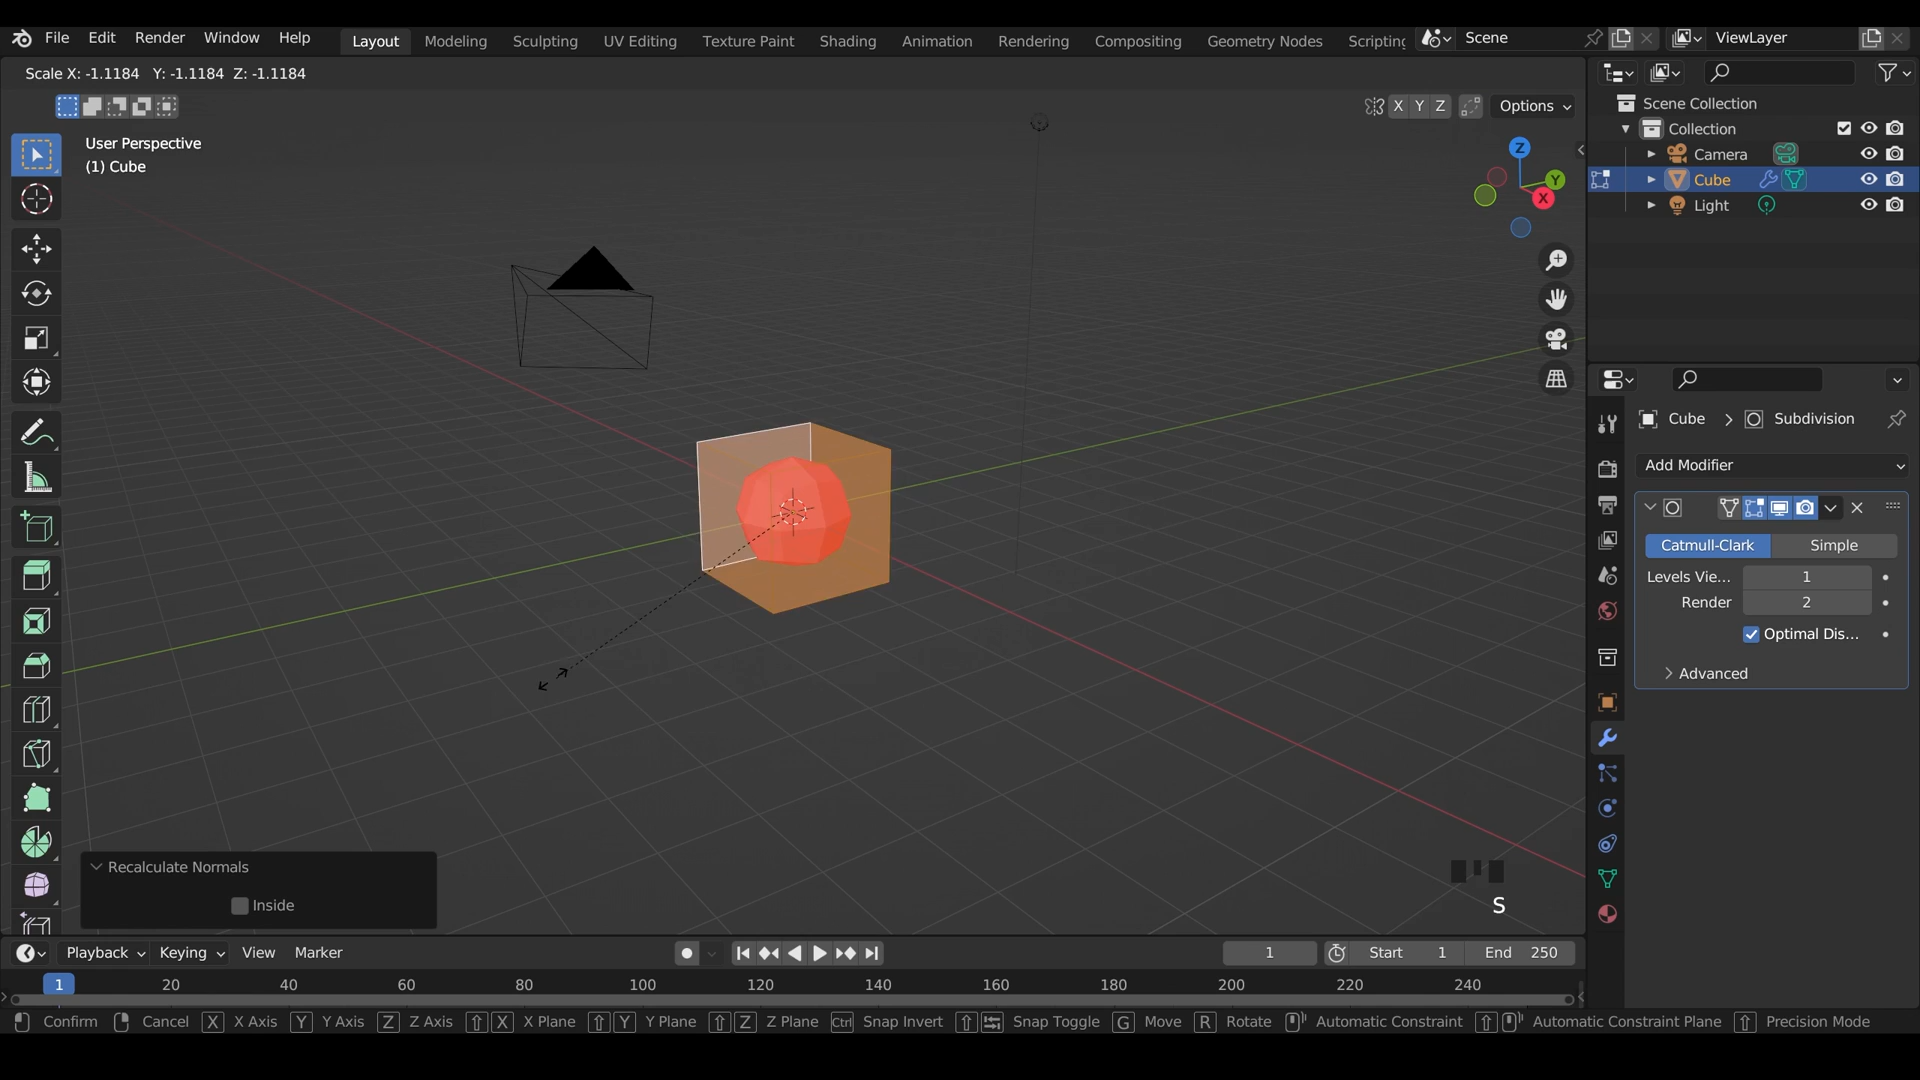 File Edit Render Window Help Layout Modeling Sculpting UV Editing Texture Paint Shading Animation Rendering Compositing Geometry Nodes Scripting Scene ViewLayer
Scale X: -1.1184 Y: -1.1184 Z: -1.1184
X Y Z Options
User Perspective
(1) Cube
Z
Y
X
Scene Collection
Collection
Camera
Cube
Light
Cube > Subdivision
Add Modifier
Catmull-Clark Simple
Levels Vie... 1
Render 2
Optimal Dis...
Advanced
Recalculate Normals
Inside
S
Playback Keying View Marker 1 Start 1 End 250
1 20 40 60 80 100 120 140 160 180 200 220 240
Confirm Cancel X X Axis Y Y Axis Z Z Axis X X Plane Y Y Plane Z Z Plane Ctrl Snap Invert Snap Toggle G Move R Rotate Automatic Constraint Automatic Constraint Plane Precision Mode